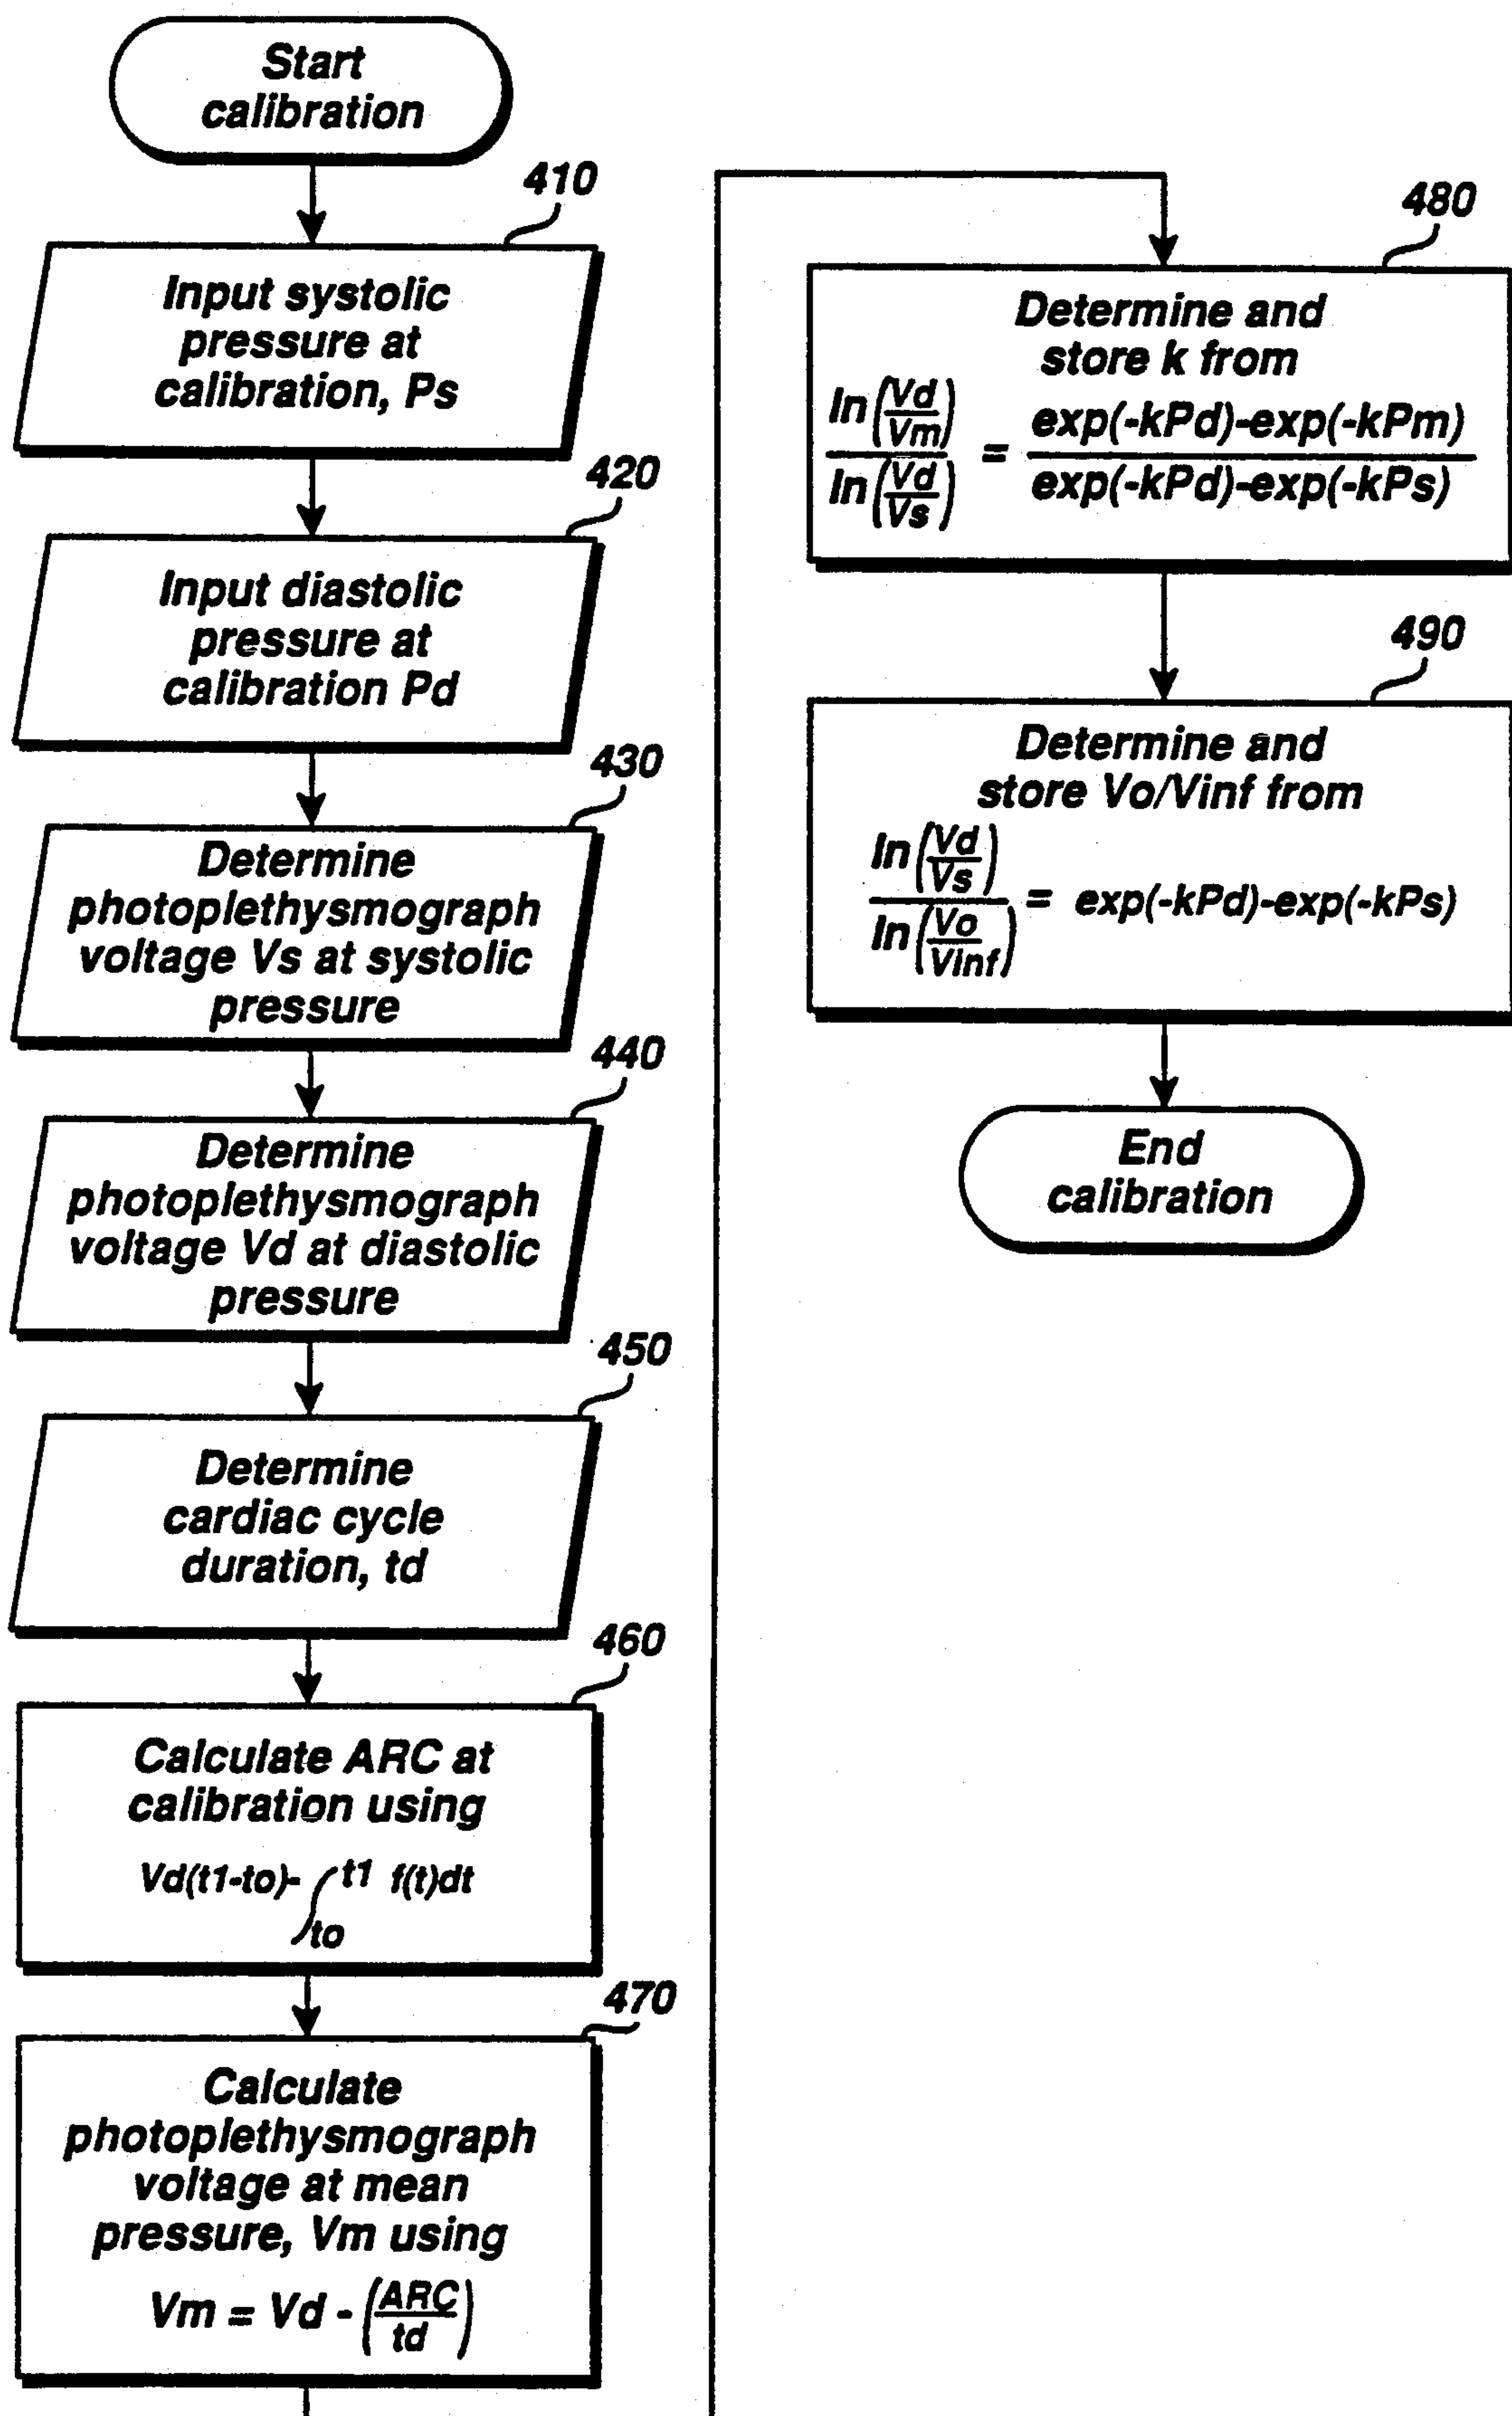 Start
calibration
410
Input systolic
pressure at
calibration, Ps
420
Input diastolic
pressure at
calibration Pd
430
Determine
photoplethysmograph
voltage Vs at systolic
pressure
440
Determine
photoplethysmograph
voltage Vd at diastolic
pressure
450
Determine
cardiac cycle
duration, td
460
Calculate ARC at
calibration using
Vd(t1-to)- ∫ t1 f(t)dt
to
470
Calculate
photoplethysmograph
voltage at mean
pressure, Vm using
Vm = Vd - (ARC/td)
480
Determine and
store k from
ln(Vd/Vm) / ln(Vd/Vs) = exp(-kPd)-exp(-kPm) / exp(-kPd)-exp(-kPs)
490
Determine and
store Vo/Vinf from
ln(Vd/Vs) / ln(Vo/Vinf) = exp(-kPd)-exp(-kPs)
End
calibration